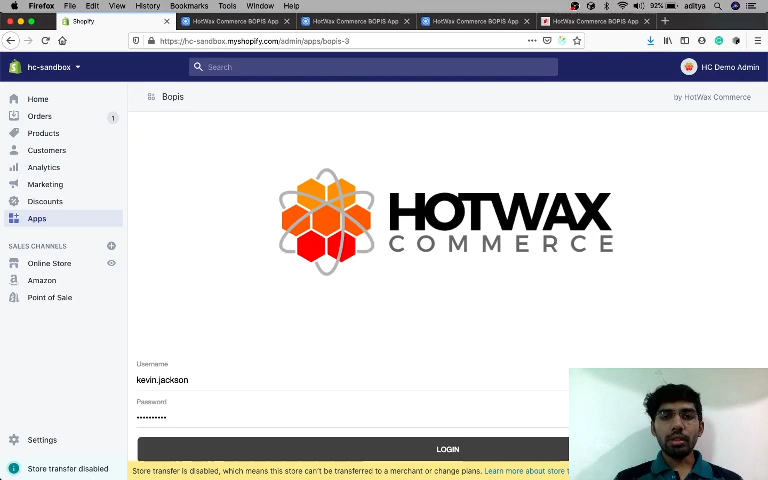 Firefox File Edit View History Bookmarks Tools Window Help 92% aditya
Shopify
HotWax Commerce BOPIS App
HotWax Commerce BOPIS App
HotWax Commerce BOPIS App
HotWax Commerce BOPIS App
https://hc-sandbox.myshopify.com/admin/apps/bopis-3
hc-sandbox
Search
HC Demo Admin
Home
Orders
1
Products
Customers
Analytics
Marketing
Discounts
Apps
SALES CHANNELS
Online Store
Amazon
Point of Sale
Settings
Store transfer disabled
Bopis
by HotWax Commerce
HOTWAX
COMMERCE
Username
kevin.jackson
Password
••••••••••
LOGIN
Store transfer is disabled, which means this store can't be transferred to a merchant or change plans. Learn more about store t